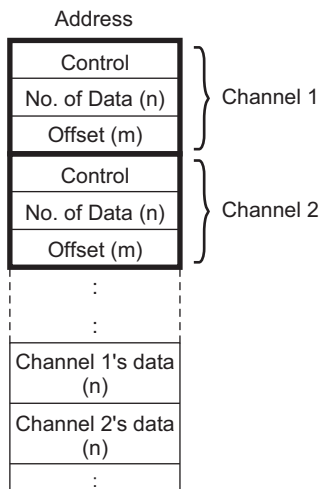 Address
Control
No. of Data (n)
Offset (m)
Channel 1
Control
No. of Data (n)
Offset (m)
Channel 2
:
:
Channel 1's data
(n)
Channel 2's data
(n)
: